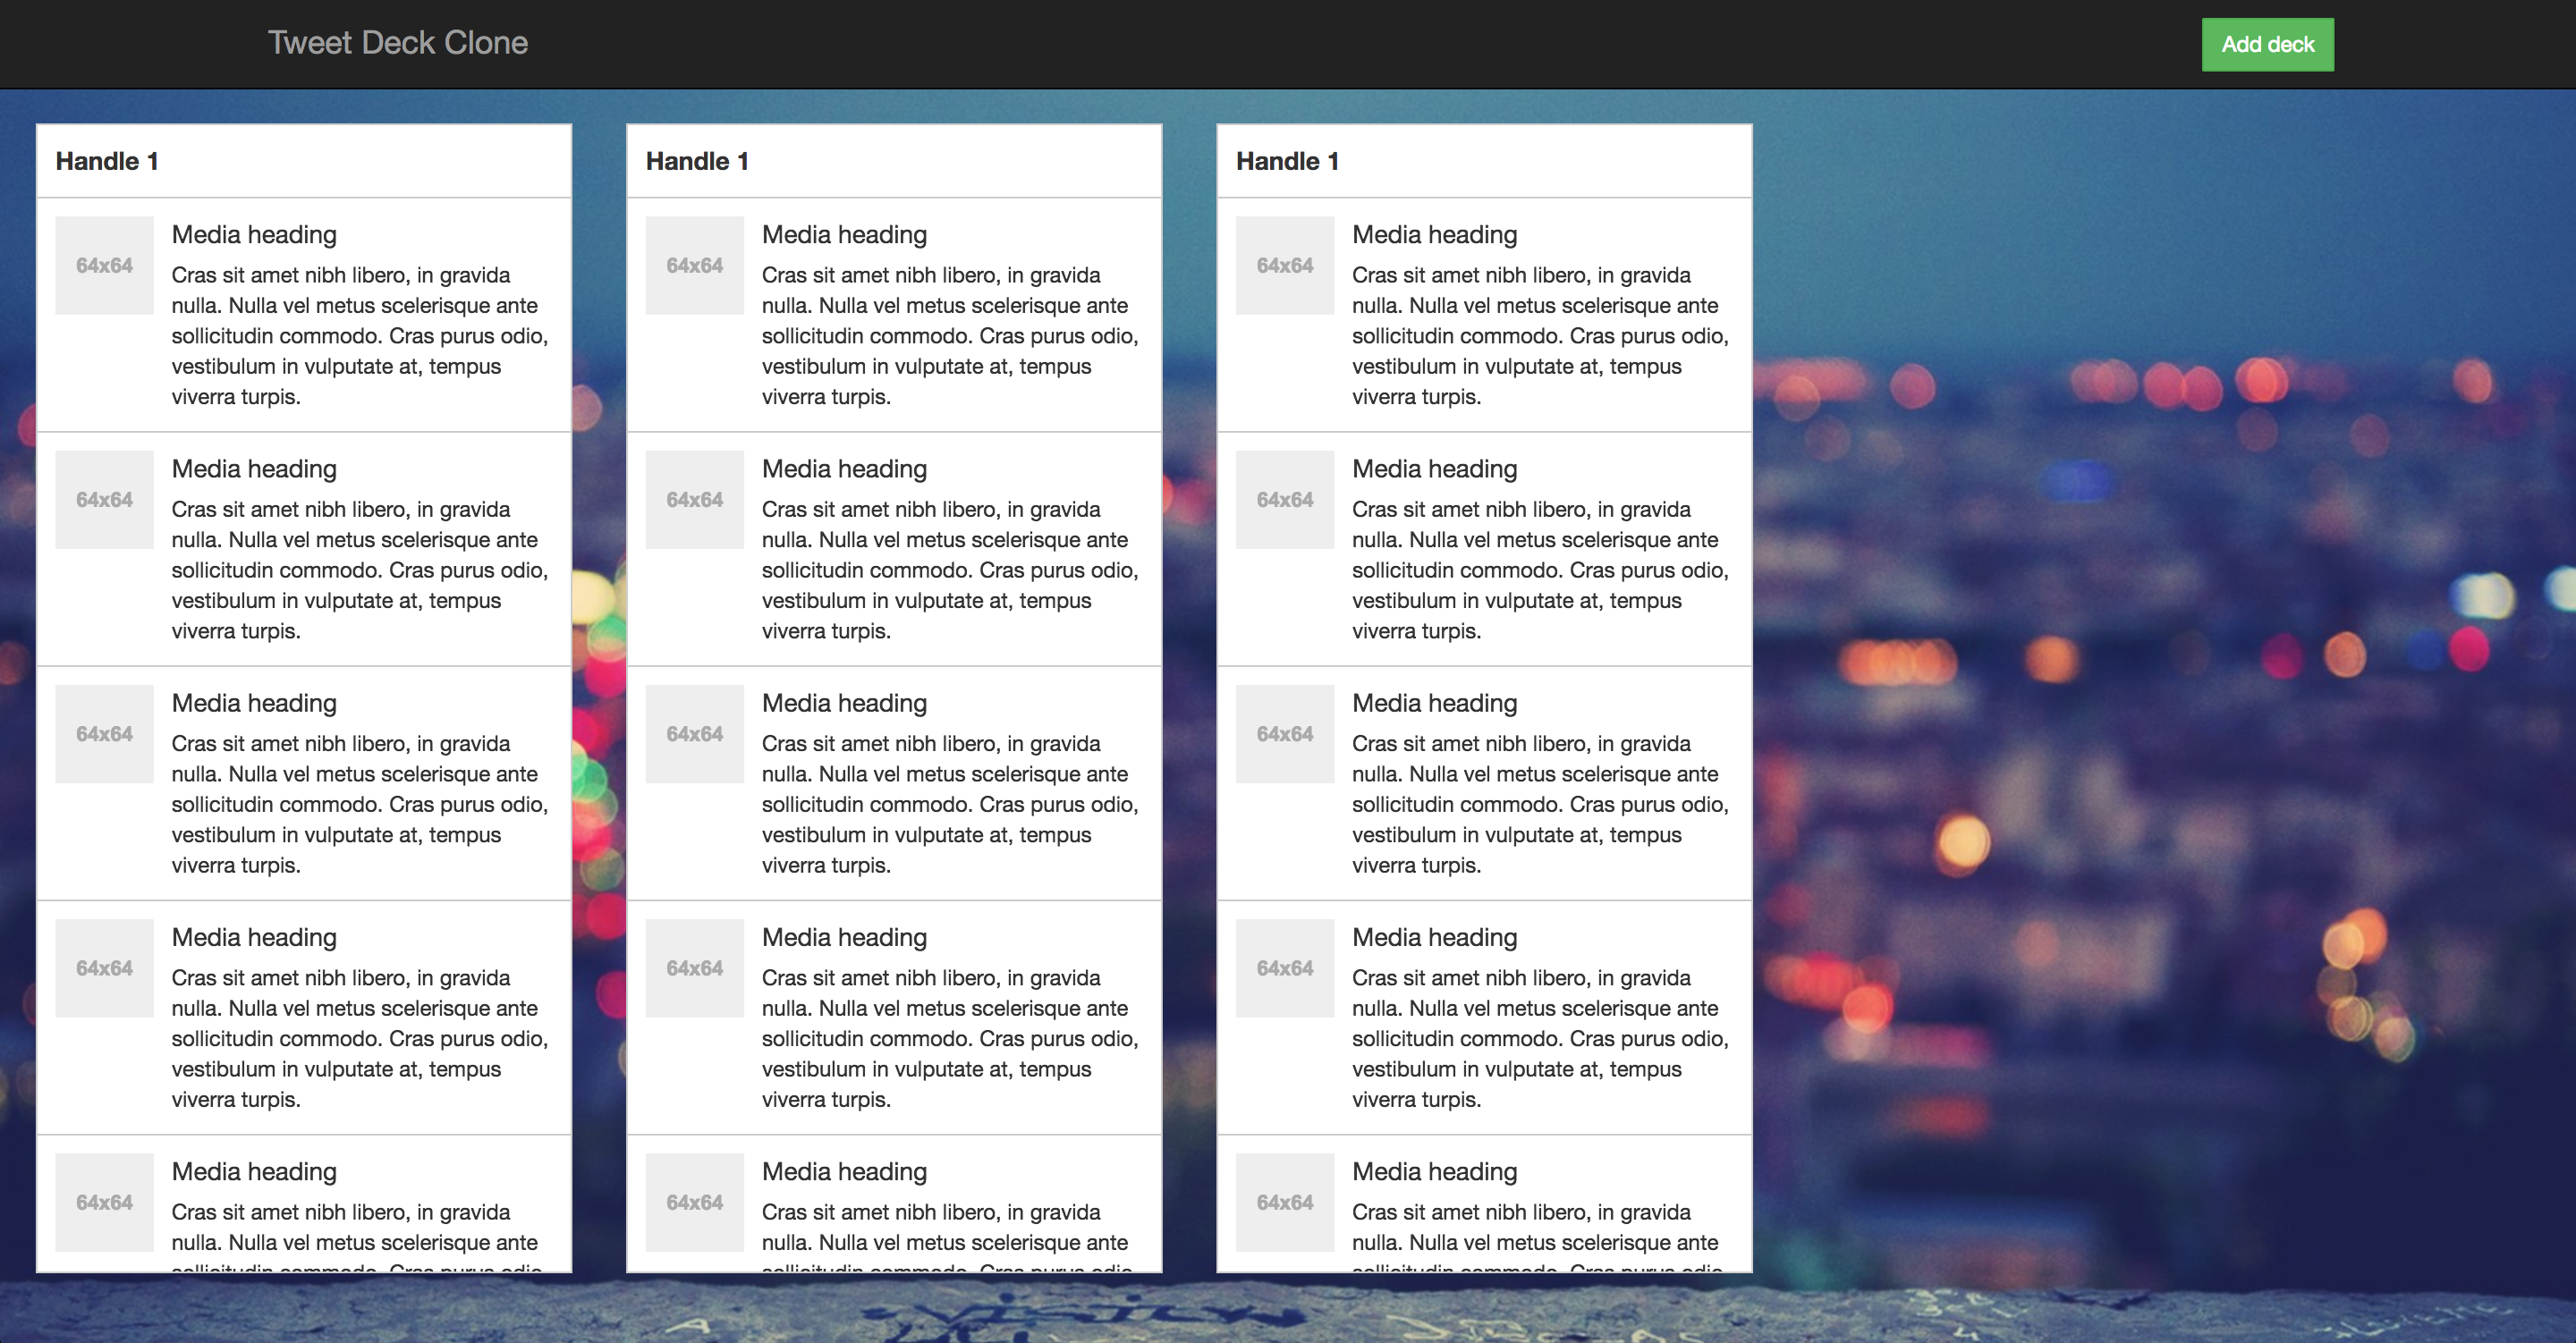 Tweet Deck Clone
Add deck
Handle 1
64x64
Media heading
Cras sit amet nibh libero, in gravida
nulla. Nulla vel metus scelerisque ante
sollicitudin commodo. Cras purus odio,
vestibulum in vulputate at, tempus
viverra turpis.
64x64
Media heading
Cras sit amet nibh libero, in gravida
nulla. Nulla vel metus scelerisque ante
sollicitudin commodo. Cras purus odio,
vestibulum in vulputate at, tempus
viverra turpis.
64x64
Media heading
Cras sit amet nibh libero, in gravida
nulla. Nulla vel metus scelerisque ante
sollicitudin commodo. Cras purus odio,
vestibulum in vulputate at, tempus
viverra turpis.
64x64
Media heading
Cras sit amet nibh libero, in gravida
nulla. Nulla vel metus scelerisque ante
sollicitudin commodo. Cras purus odio,
vestibulum in vulputate at, tempus
viverra turpis.
64x64
Media heading
Cras sit amet nibh libero, in gravida
nulla. Nulla vel metus scelerisque ante
sollicitudin commodo. Cras purus odio,
Handle 1
64x64
Media heading
Cras sit amet nibh libero, in gravida
nulla. Nulla vel metus scelerisque ante
sollicitudin commodo. Cras purus odio,
vestibulum in vulputate at, tempus
viverra turpis.
64x64
Media heading
Cras sit amet nibh libero, in gravida
nulla. Nulla vel metus scelerisque ante
sollicitudin commodo. Cras purus odio,
vestibulum in vulputate at, tempus
viverra turpis.
64x64
Media heading
Cras sit amet nibh libero, in gravida
nulla. Nulla vel metus scelerisque ante
sollicitudin commodo. Cras purus odio,
vestibulum in vulputate at, tempus
viverra turpis.
64x64
Media heading
Cras sit amet nibh libero, in gravida
nulla. Nulla vel metus scelerisque ante
sollicitudin commodo. Cras purus odio,
vestibulum in vulputate at, tempus
viverra turpis.
64x64
Media heading
Cras sit amet nibh libero, in gravida
nulla. Nulla vel metus scelerisque ante
sollicitudin commodo. Cras purus odio,
Handle 1
64x64
Media heading
Cras sit amet nibh libero, in gravida
nulla. Nulla vel metus scelerisque ante
sollicitudin commodo. Cras purus odio,
vestibulum in vulputate at, tempus
viverra turpis.
64x64
Media heading
Cras sit amet nibh libero, in gravida
nulla. Nulla vel metus scelerisque ante
sollicitudin commodo. Cras purus odio,
vestibulum in vulputate at, tempus
viverra turpis.
64x64
Media heading
Cras sit amet nibh libero, in gravida
nulla. Nulla vel metus scelerisque ante
sollicitudin commodo. Cras purus odio,
vestibulum in vulputate at, tempus
viverra turpis.
64x64
Media heading
Cras sit amet nibh libero, in gravida
nulla. Nulla vel metus scelerisque ante
sollicitudin commodo. Cras purus odio,
vestibulum in vulputate at, tempus
viverra turpis.
64x64
Media heading
Cras sit amet nibh libero, in gravida
nulla. Nulla vel metus scelerisque ante
sollicitudin commodo. Cras purus odio,